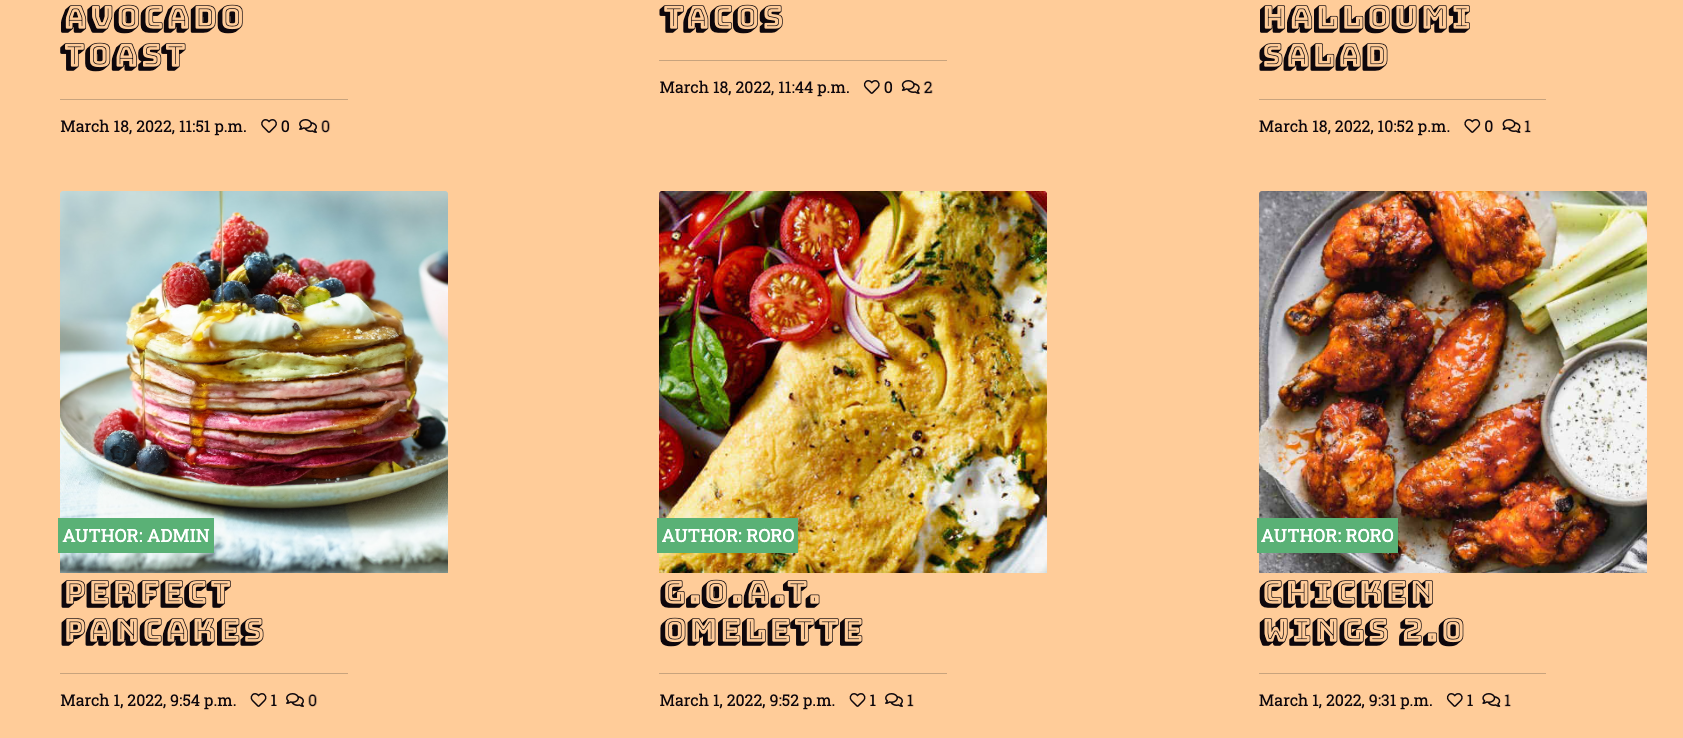 AVOCADO
TOAST
March 18, 2022, 11:51 p.m. 0 0
TACOS
March 18, 2022, 11:44 p.m. 0 2
HALLOUMI
SALAD
March 18, 2022, 10:52 p.m. 0 1
AUTHOR: ADMIN
PERFECT
PANCAKES
March 1, 2022, 9:54 p.m. 1 0
AUTHOR: RORO
G.O.A.T.
OMELETTE
March 1, 2022, 9:52 p.m. 1 1
AUTHOR: RORO
CHICKEN
WINGS 2.0
March 1, 2022, 9:31 p.m. 1 1